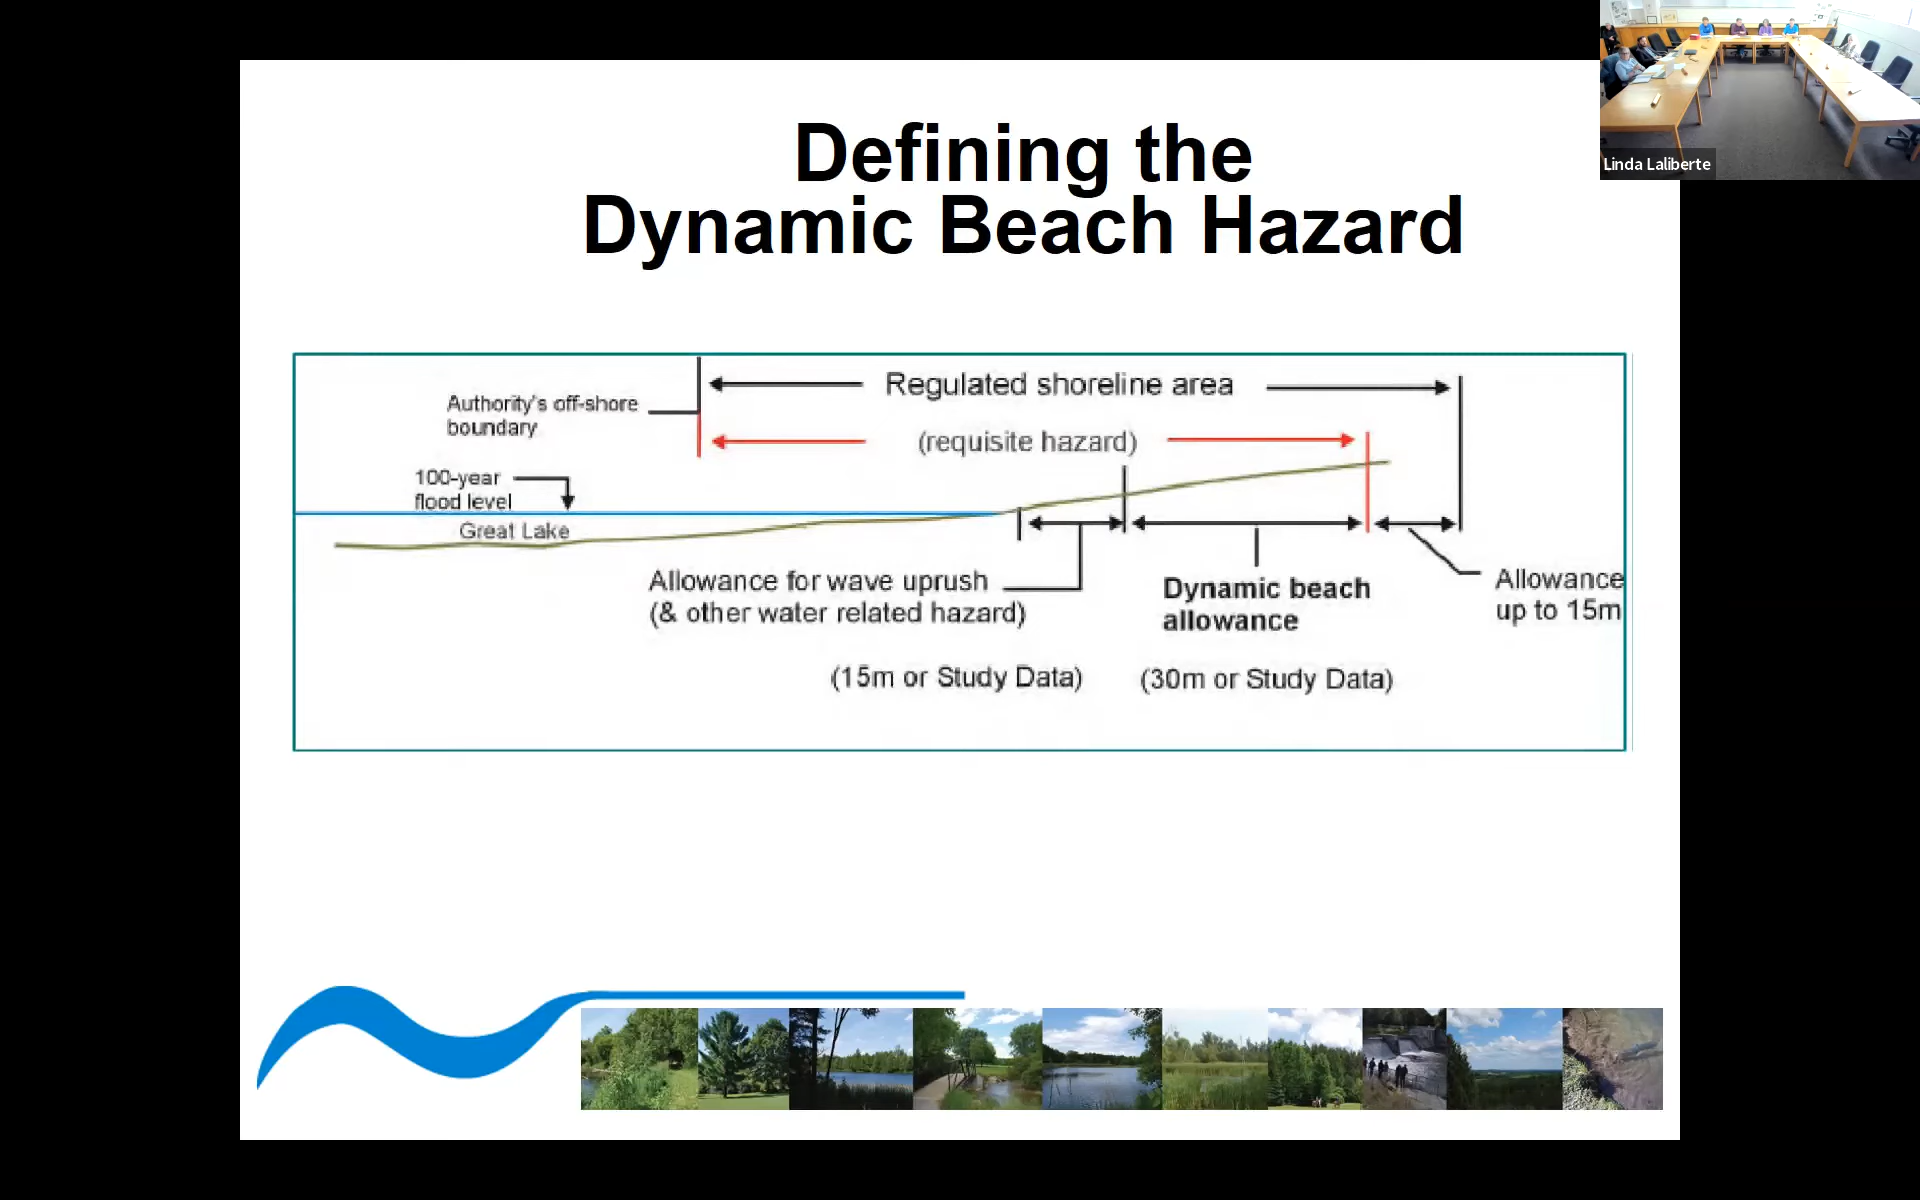 Defining the
Dynamic Beach Hazard
Linda Laliberte
Regulated shoreline area
Authority's off-shore
boundary
(requisite hazard)
100-year
flood level
Great Lake
Allowance for wave uprush
(& other water related hazard)
Dynamic beach
allowance
Allowance
up to 15m
(15m or Study Data)
(30m or Study Data)